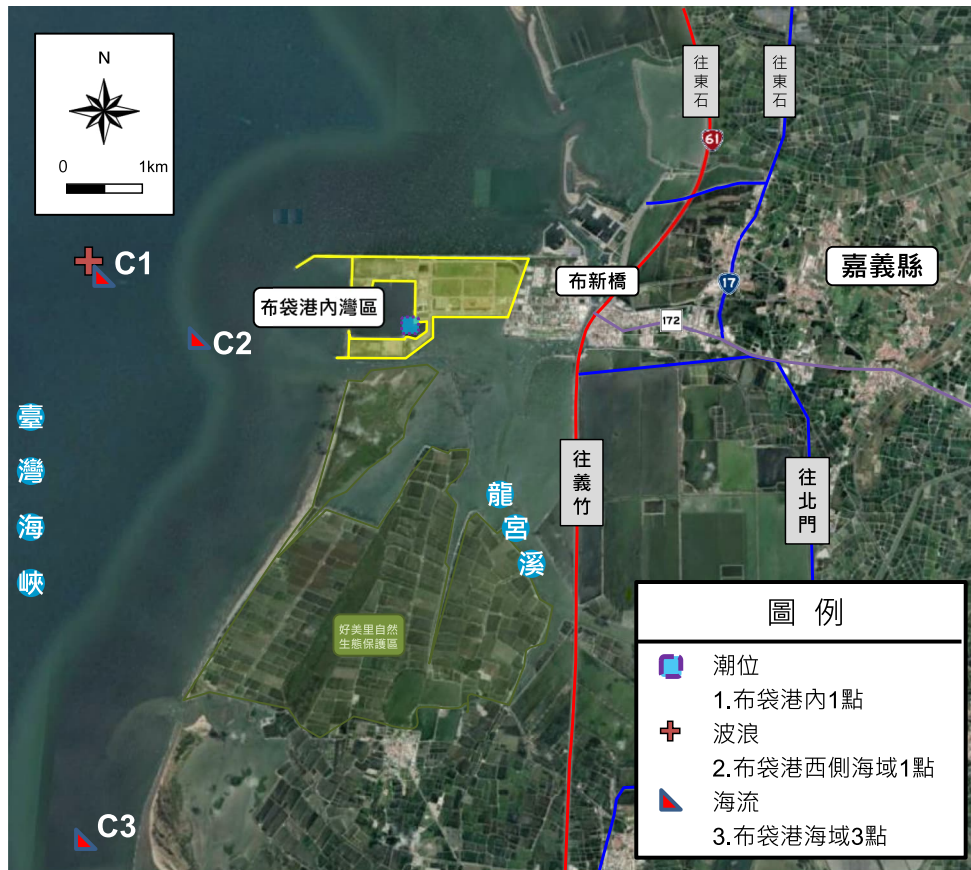 N
0 1km
往東石
往東石
61
C1
嘉義縣
布新橋
17
布袋港內灣區
172
C2
臺灣海峽
往義竹
往北門
龍宮溪
好美里自然
生態保護區
圖 例
潮位
1.布袋港內1點
波浪
2.布袋港西側海域1點
海流
3.布袋港海域3點
C3